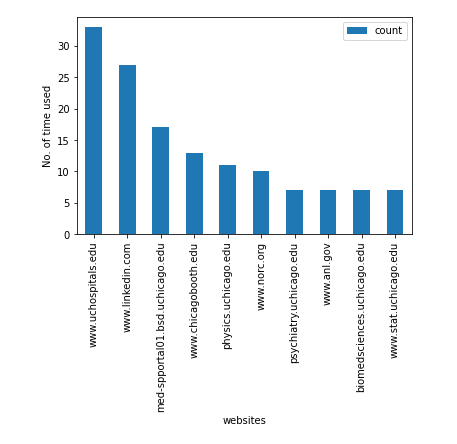 count
No. of time used
30
25
20
15
10
5
0
www.uchospitals.edu
www.linkedin.com
med-spportal01.bsd.uchicago.edu
www.chicagobooth.edu
physics.uchicago.edu
www.norc.org
psychiatry.uchicago.edu
www.anl.gov
biomedsciences.uchicago.edu
www.stat.uchicago.edu
websites